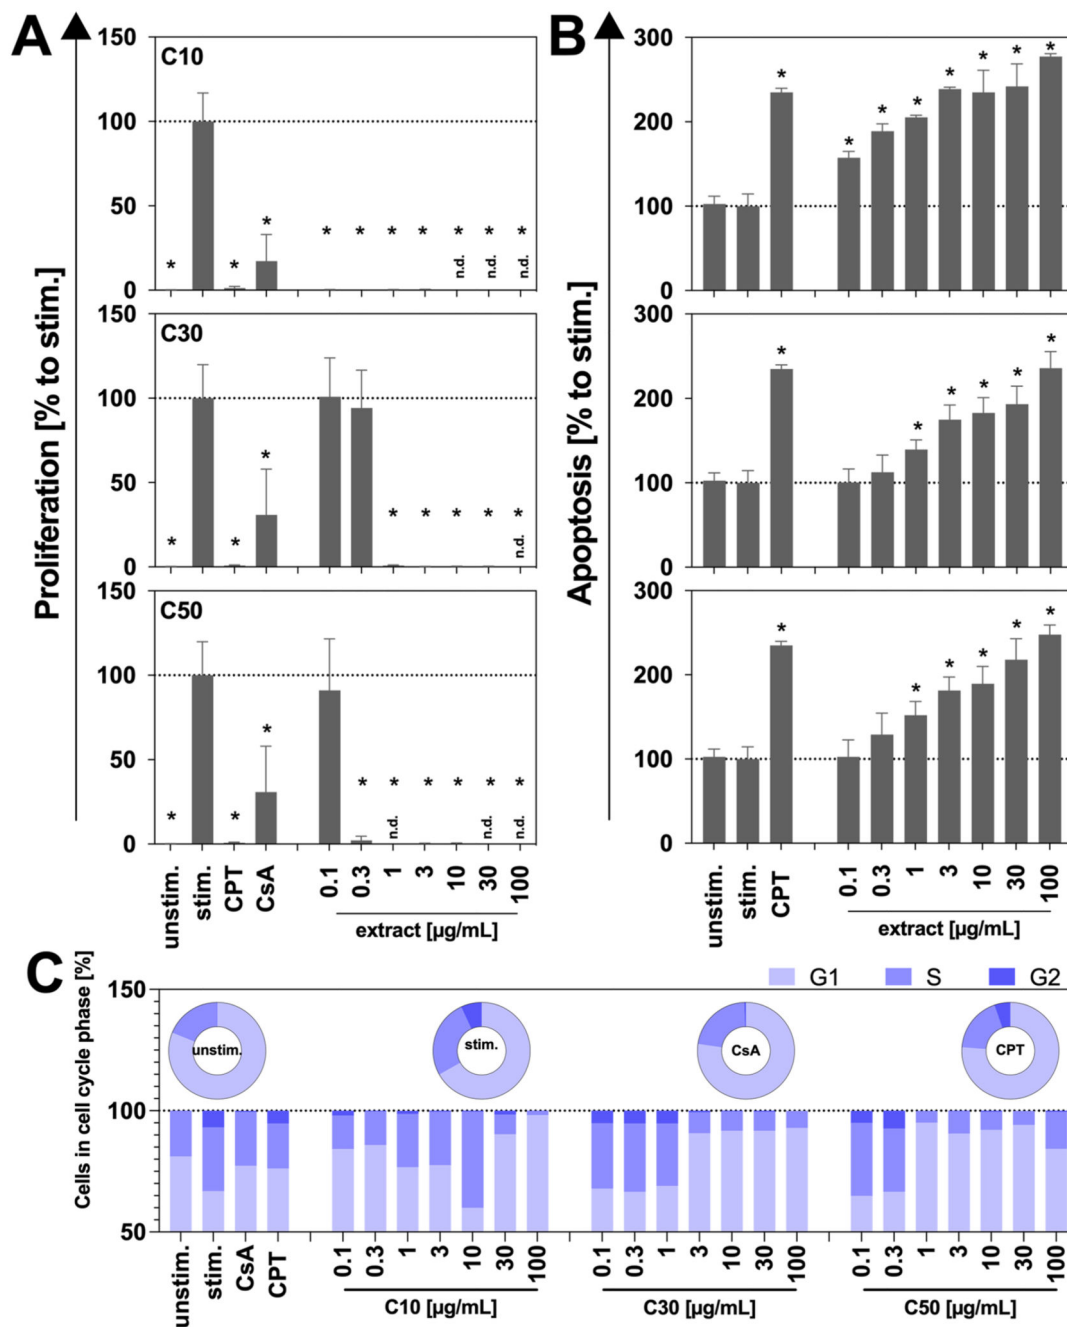 A
Proliferation [% to stim.]
C10
150
100
50
0
*
*
*
*
*
*
*
*
*
*
n.d.
n.d.
n.d.
C30
150
100
50
0
*
*
*
*
*
*
*
*
n.d.
C50
150
100
50
0
*
*
*
*
*
*
*
*
*
n.d.
n.d.
n.d.
unstim.
stim.
CPT
CsA
0.1
0.3
1
3
10
30
100
extract [µg/mL]
B
Apoptosis [% to stim.]
300
200
100
0
*
*
*
*
*
*
*
*
300
200
100
0
*
*
*
*
*
*
300
200
100
0
*
*
*
*
*
*
unstim.
stim.
CPT
0.1
0.3
1
3
10
30
100
extract [µg/mL]
C
Cells in cell cycle phase [%]
G1 S G2
150
100
50
unstim.
stim.
CsA
CPT
unstim.
stim.
CsA
CPT
0.1
0.3
1
3
10
30
100
C10 [µg/mL]
0.1
0.3
1
3
10
30
100
C30 [µg/mL]
0.1
0.3
1
3
10
30
100
C50 [µg/mL]